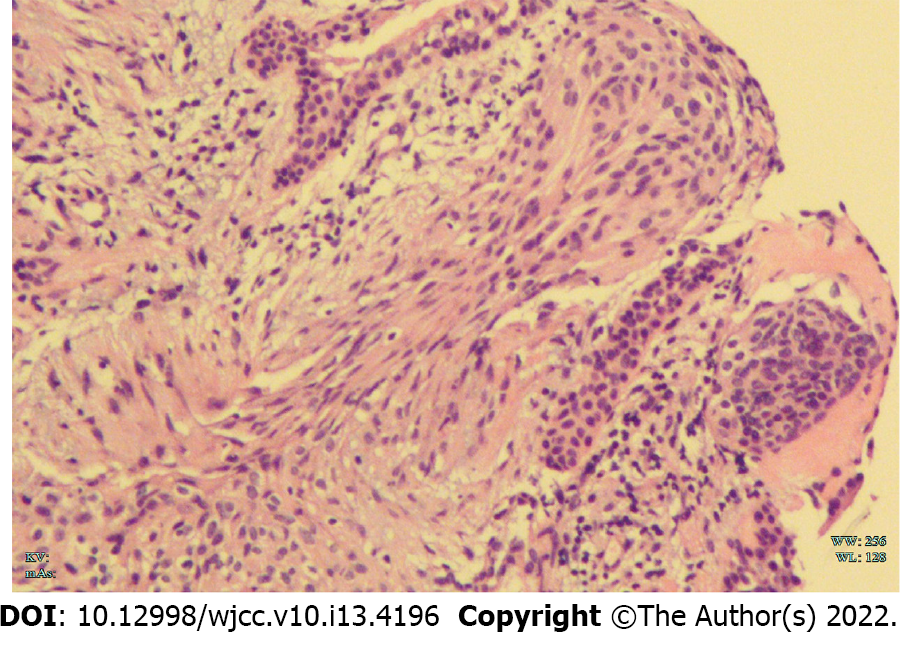 KV:
mAs:
WW: 256
WL: 128
DOI: 10.12998/wjcc.v10.i13.4196 Copyright ©The Author(s) 2022.